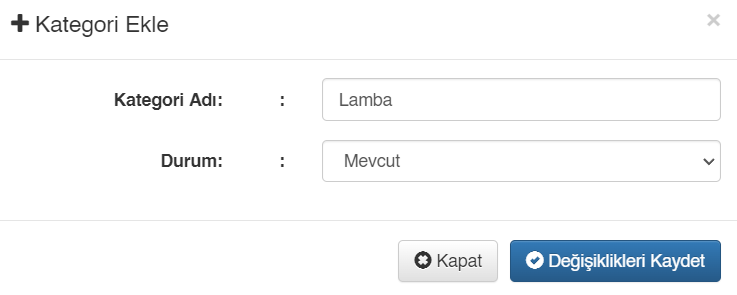 Kategori Ekle ×
Kategori Adı: : Lamba
Durum: : Mevcut
Kapat Değişiklikleri Kaydet